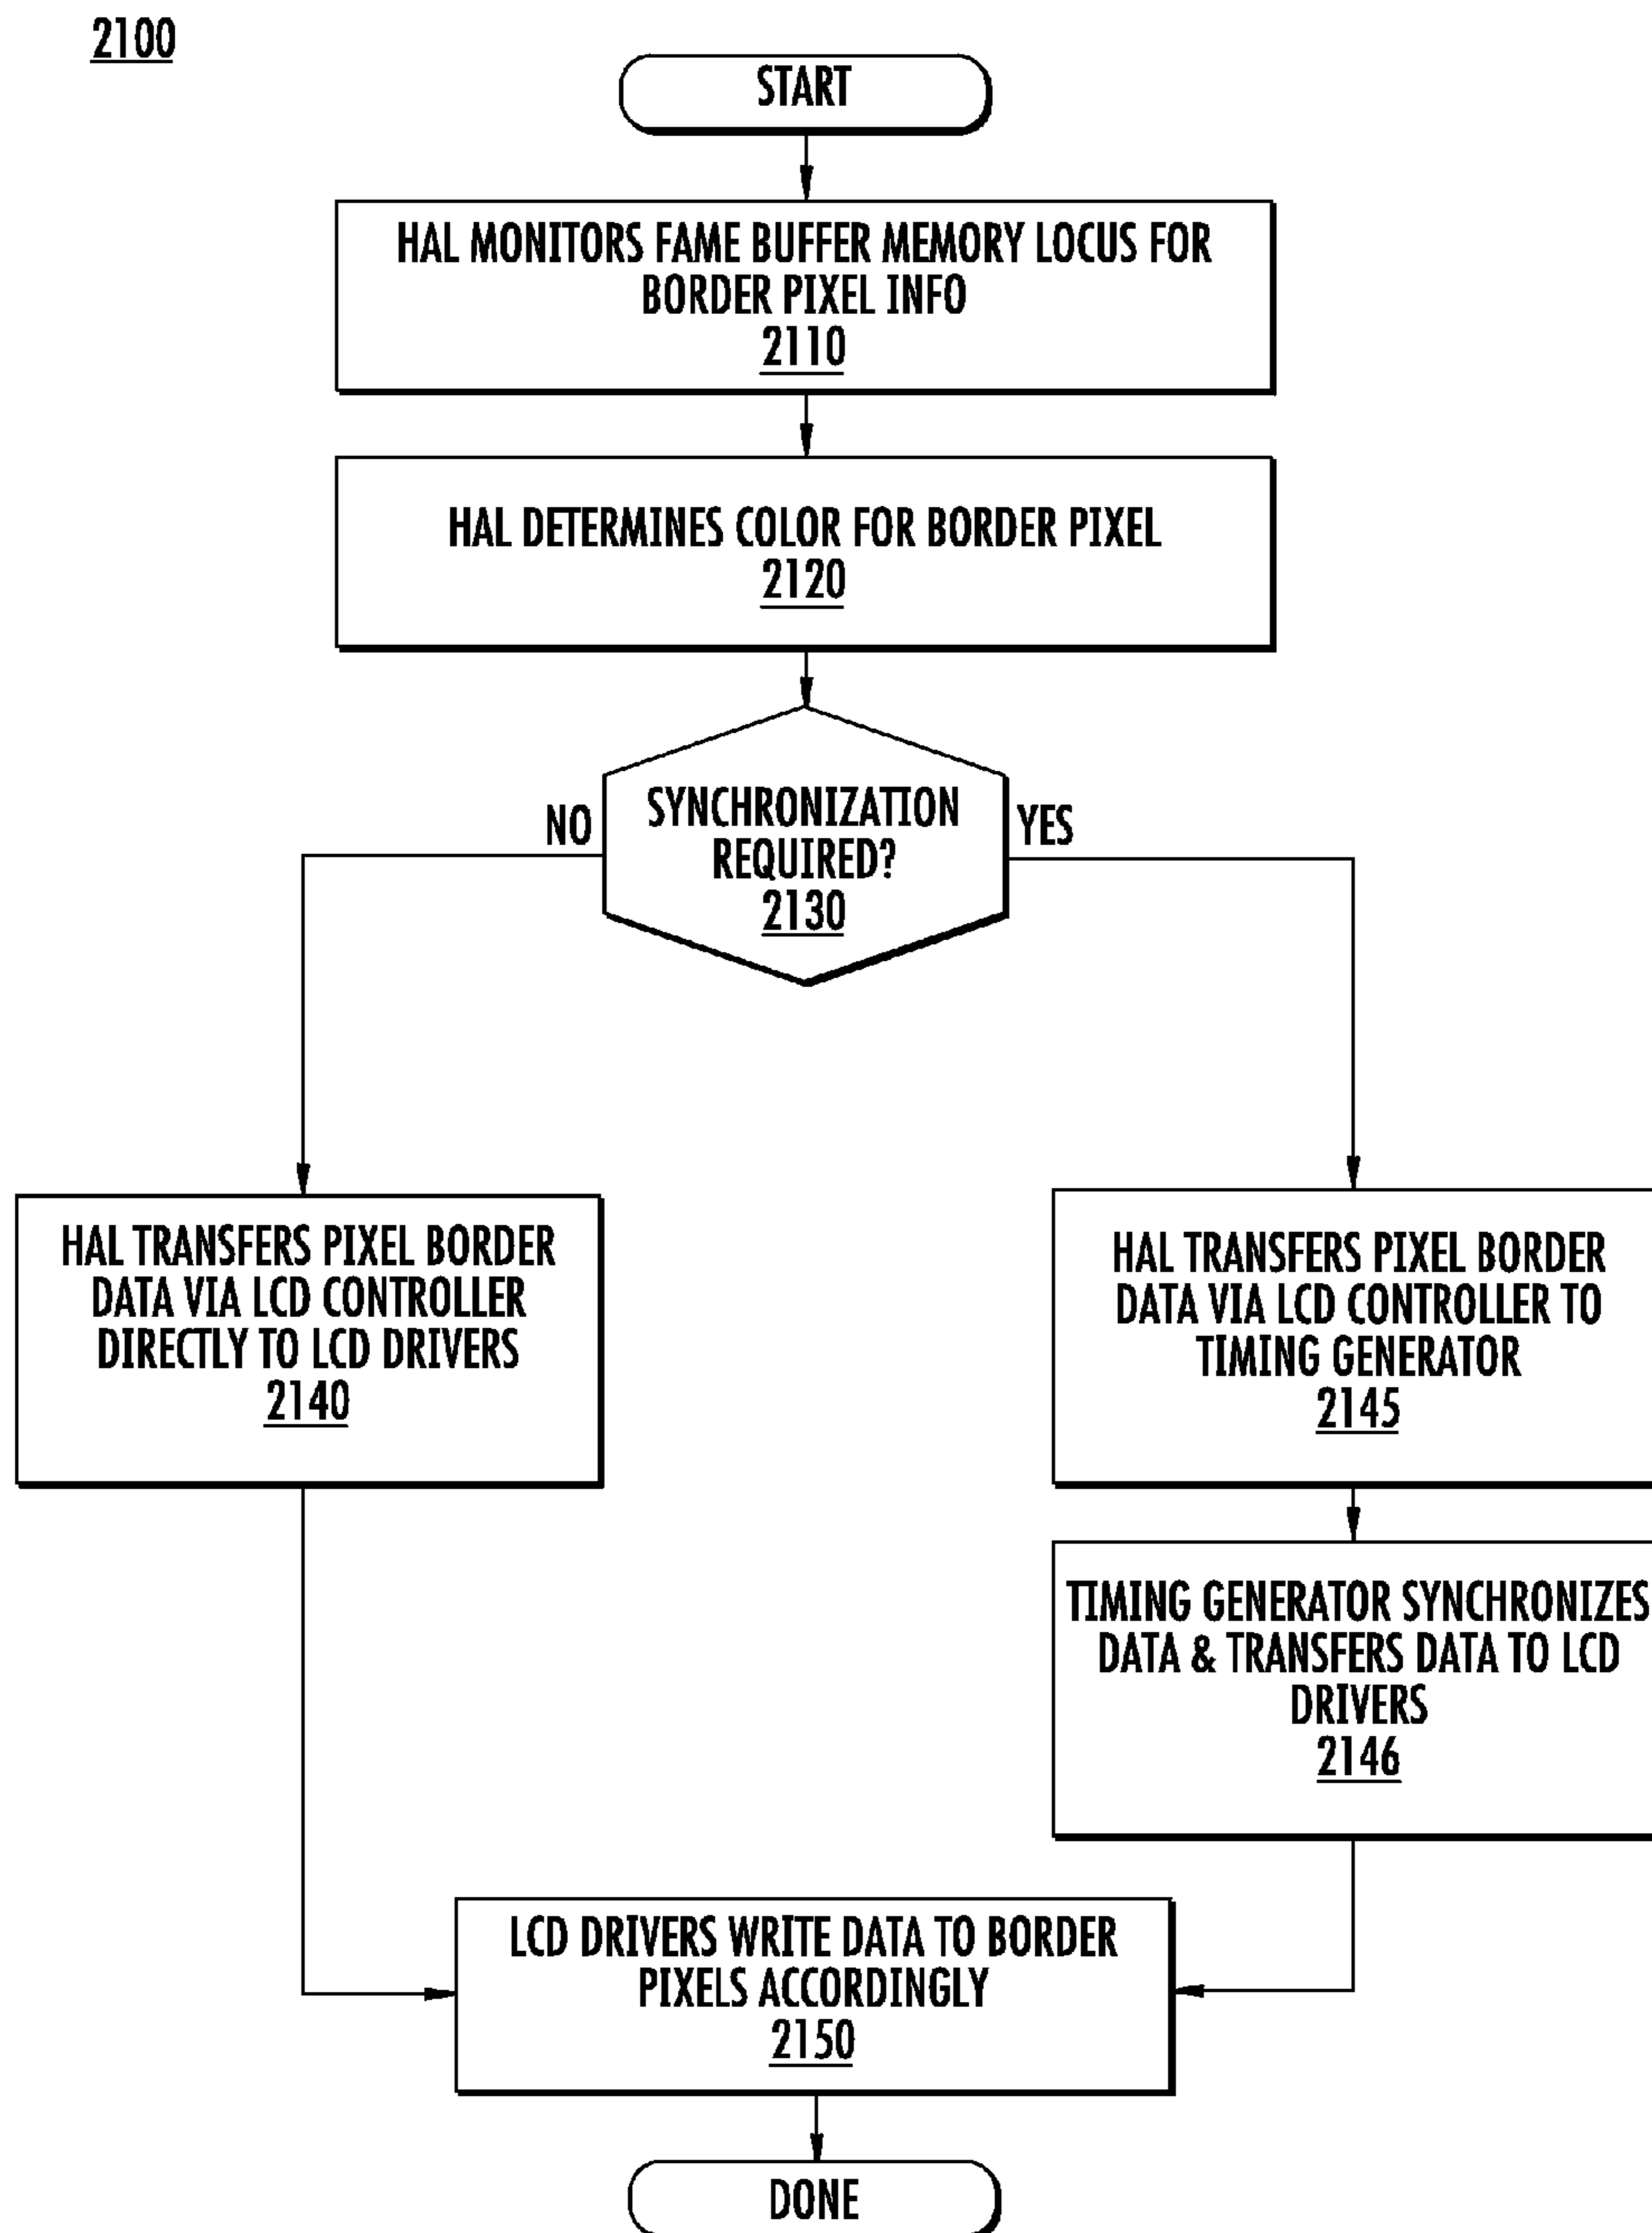 2100
START
HAL MONITORS FAME BUFFER MEMORY LOCUS FOR
BORDER PIXEL INFO
2110
HAL DETERMINES COLOR FOR BORDER PIXEL
2120
SYNCHRONIZATION
REQUIRED?
2130
NO
YES
HAL TRANSFERS PIXEL BORDER
DATA VIA LCD CONTROLLER
DIRECTLY TO LCD DRIVERS
2140
HAL TRANSFERS PIXEL BORDER
DATA VIA LCD CONTROLLER TO
TIMING GENERATOR
2145
TIMING GENERATOR SYNCHRONIZES
DATA & TRANSFERS DATA TO LCD
DRIVERS
2146
LCD DRIVERS WRITE DATA TO BORDER
PIXELS ACCORDINGLY
2150
DONE